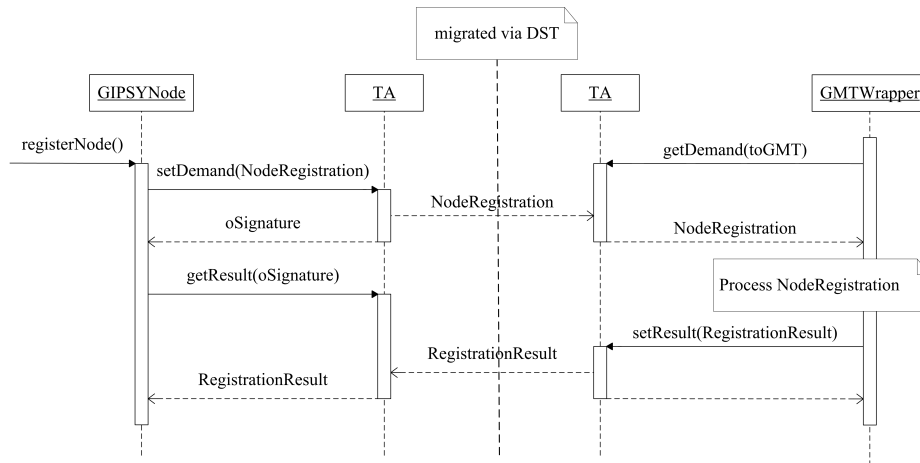 migrated via DST
GIPSYNode
TA
TA
GMTWrapper
registerNode()
getDemand(toGMT)
setDemand(NodeRegistration)
NodeRegistration
oSignature
NodeRegistration
getResult(oSignature)
Process NodeRegistration
setResult(RegistrationResult)
RegistrationResult
RegistrationResult